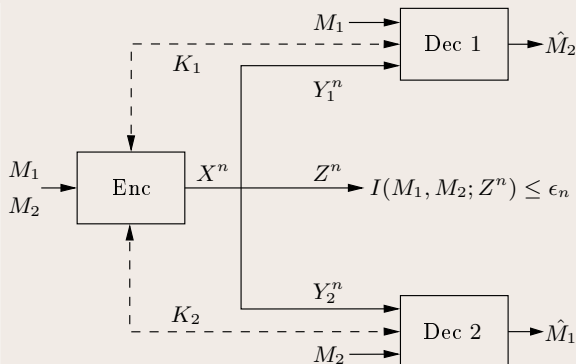 M₁
Dec 1
M̂₂
K₁
Y₁ⁿ
M₁
M₂
Enc
Xⁿ
Zⁿ
I(M₁, M₂; Zⁿ) ≤ ϵₙ
Y₂ⁿ
K₂
Dec 2
M̂₁
M₂